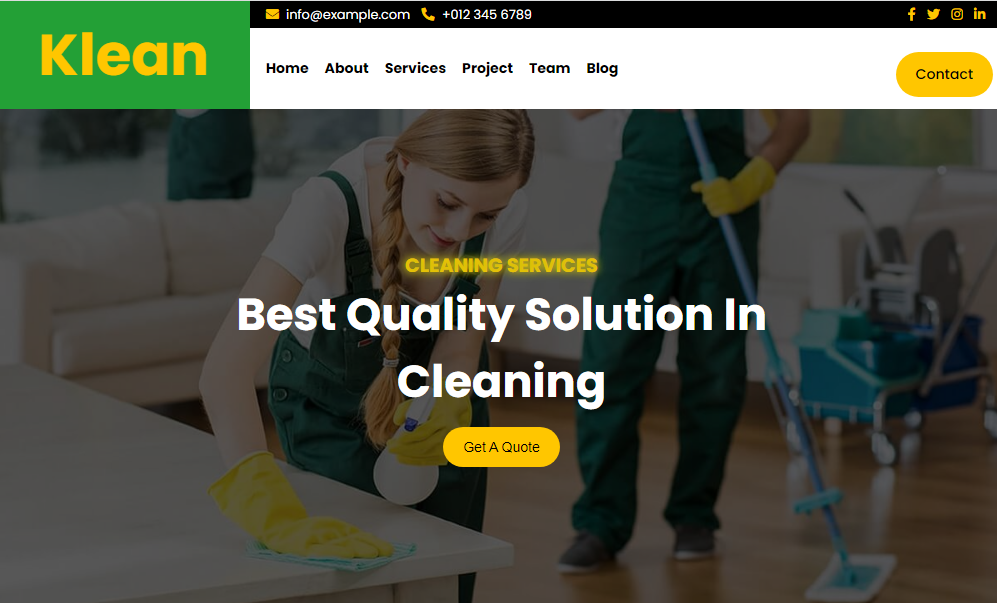 Klean
info@example.com +012 345 6789
Home About Services Project Team Blog
Contact
CLEANING SERVICES
Best Quality Solution In
Cleaning
Get A Quote